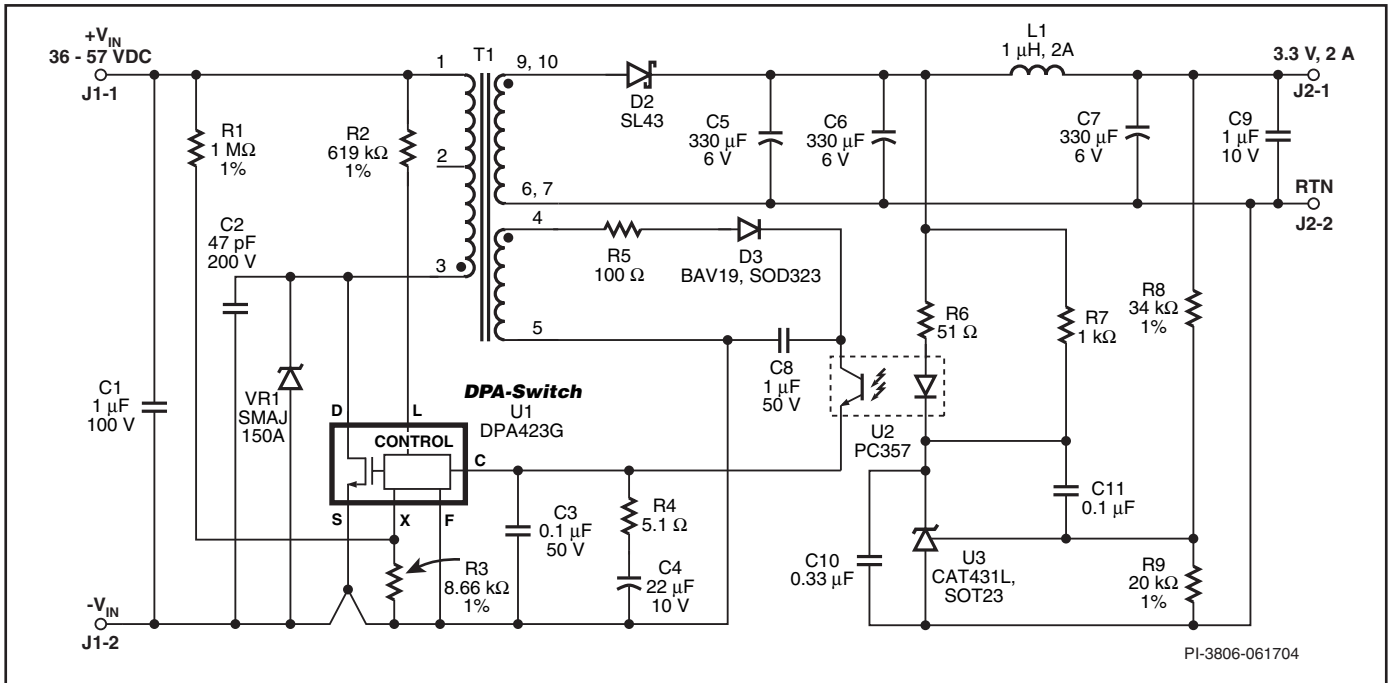 +VIN
36 - 57 VDC
J1-1
R1
1 MΩ
1%
R2
619 kΩ
1%
C2
47 pF
200 V
C1
1 µF
100 V
VR1
SMAJ
150A
-VIN
J1-2
T1
1
2
3
9, 10
6, 7
4
5
D2
SL43
C5
330 µF
6 V
C6
330 µF
6 V
L1
1 µH, 2A
C7
330 µF
6 V
C9
1 µF
10 V
3.3 V, 2 A
J2-1
RTN
J2-2
R5
100 Ω
D3
BAV19, SOD323
C8
1 µF
50 V
DPA-Switch
U1
DPA423G
D
L
CONTROL
C
S
X
F
R3
8.66 kΩ
1%
C3
0.1 µF
50 V
R4
5.1 Ω
C4
22 µF
10 V
U2
PC357
R6
51 Ω
R7
1 kΩ
R8
34 kΩ
1%
C11
0.1 µF
C10
0.33 µF
U3
CAT431L,
SOT23
R9
20 kΩ
1%
PI-3806-061704